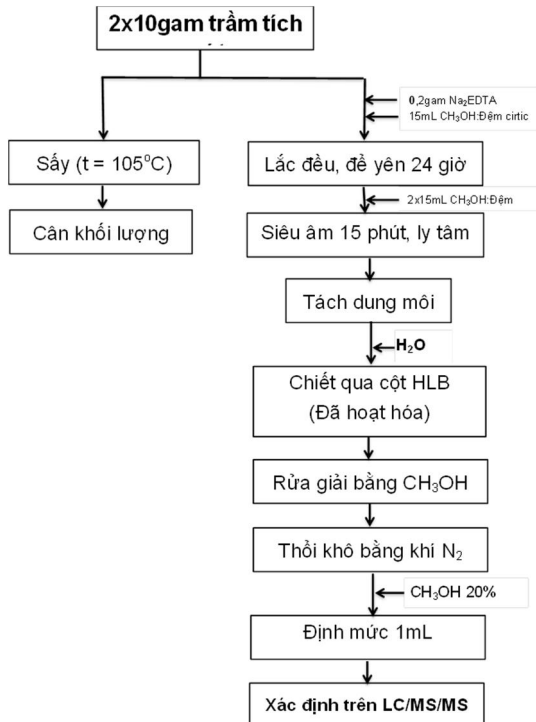 2x10gam trầm tích
0,2gam Na₂EDTA
15mL CH₃OH:Đệm cirtic
Sấy (t = 105⁰C)
Lắc đều, để yên 24 giờ
2x15mL CH₃OH:Đệm
Cân khối lượng
Siêu âm 15 phút, ly tâm
Tách dung môi
H₂O
Chiết qua cột HLB
(Đã hoạt hóa)
Rửa giải bằng CH₃OH
Thổi khô bằng khí N₂
CH₃OH 20%
Định mức 1mL
Xác định trên LC/MS/MS